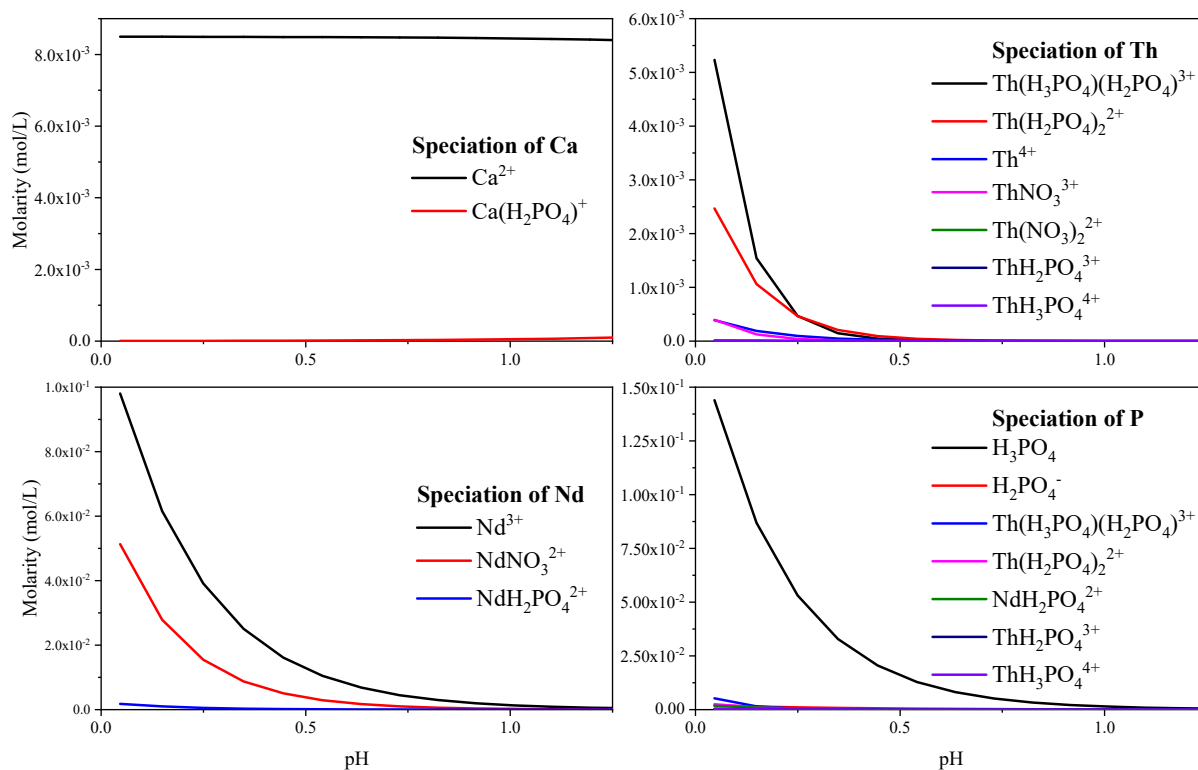 Molarity (mol/L)
8.0x10⁻³
6.0x10⁻³
4.0x10⁻³
2.0x10⁻³
0.0
0.0
0.5
1.0
Speciation of Ca
Ca²⁺
Ca(H₂PO₄)⁺
6.0x10⁻³
5.0x10⁻³
4.0x10⁻³
3.0x10⁻³
2.0x10⁻³
1.0x10⁻³
0.0
0.0
0.5
1.0
Speciation of Th
Th(H₃PO₄)(H₂PO₄)³⁺
Th(H₂PO₄)₂²⁺
Th⁴⁺
ThNO₃³⁺
Th(NO₃)₂²⁺
ThH₂PO₄³⁺
ThH₃PO₄⁴⁺
Molarity (mol/L)
1.0x10⁻¹
8.0x10⁻²
6.0x10⁻²
4.0x10⁻²
2.0x10⁻²
0.0
0.0
0.5
1.0
pH
Speciation of Nd
Nd³⁺
NdNO₃²⁺
NdH₂PO₄²⁺
1.50x10⁻¹
1.25x10⁻¹
1.00x10⁻¹
7.50x10⁻²
5.00x10⁻²
2.50x10⁻²
0.00
0.0
0.5
1.0
pH
Speciation of P
H₃PO₄
H₂PO₄⁻
Th(H₃PO₄)(H₂PO₄)³⁺
Th(H₂PO₄)₂²⁺
NdH₂PO₄²⁺
ThH₂PO₄³⁺
ThH₃PO₄⁴⁺